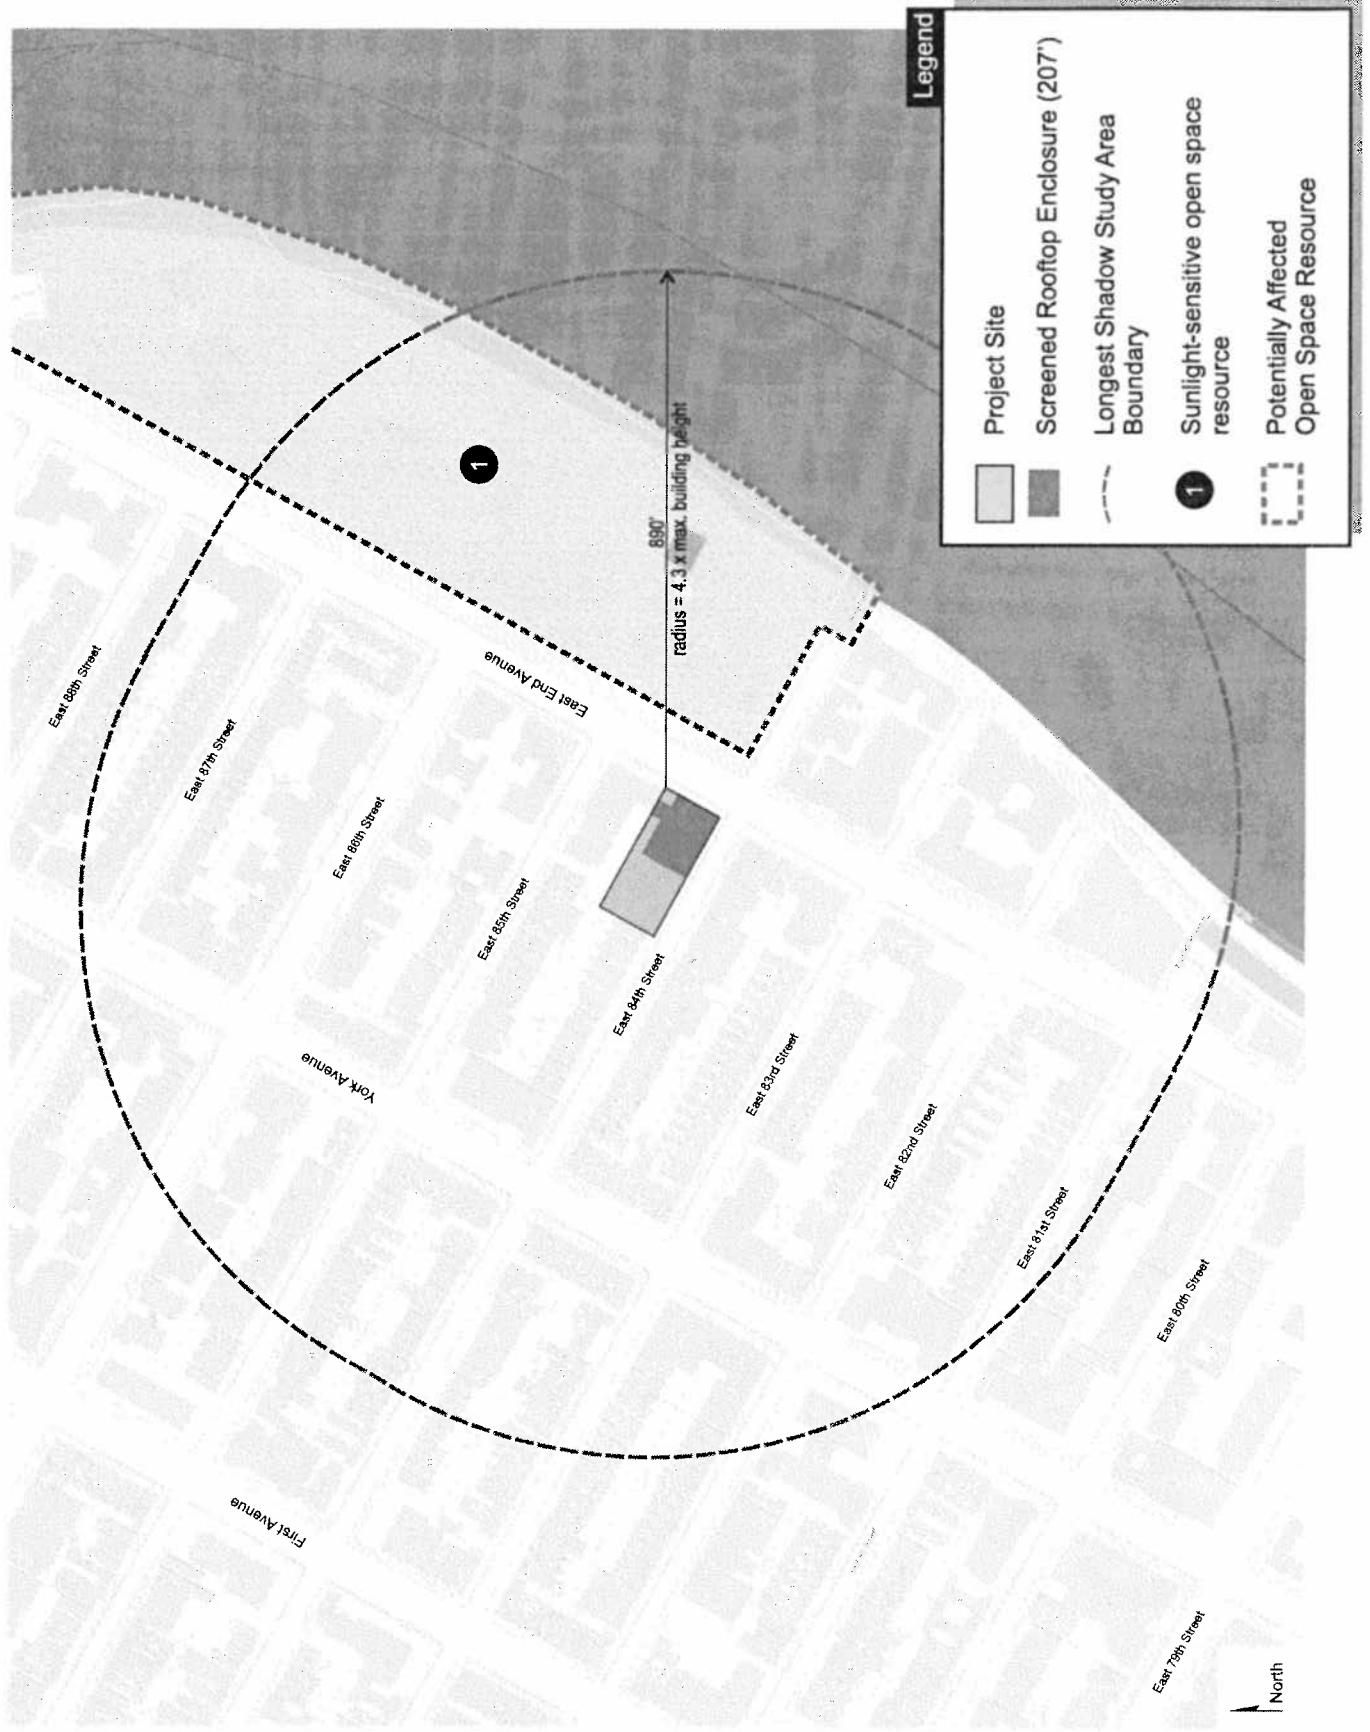 Legend
Project Site
Screened Rooftop Enclosure (207')
Longest Shadow Study Area
Boundary
1
Sunlight-sensitive open space
resource
Potentially Affected
Open Space Resource
1
890'
radius = 4.3 x max. building height
East End Avenue
York Avenue
First Avenue
East 88th Street
East 87th Street
East 86th Street
East 85th Street
East 84th Street
East 83rd Street
East 82nd Street
East 81st Street
East 80th Street
East 79th Street
North